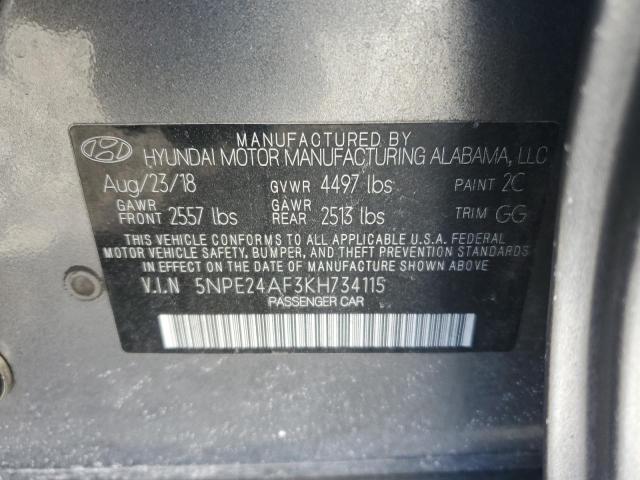 MANUFACTURED BY
HYUNDAI MOTOR MANUFACTURING ALABAMA, LLC
Aug/23/18 GVWR 4497 lbs PAINT 2C
GAWR FRONT 2557 lbs GAWR REAR 2513 lbs TRIM GG
THIS VEHICLE CONFORMS TO ALL APPLICABLE U.S.A. FEDERAL
MOTOR VEHICLE SAFETY, BUMPER, AND THEFT PREVENTION STANDARDS
IN EFFECT ON THE DATE OF MANUFACTURE SHOWN ABOVE.
V.I.N 5NPE24AF3KH734115
PASSENGER CAR